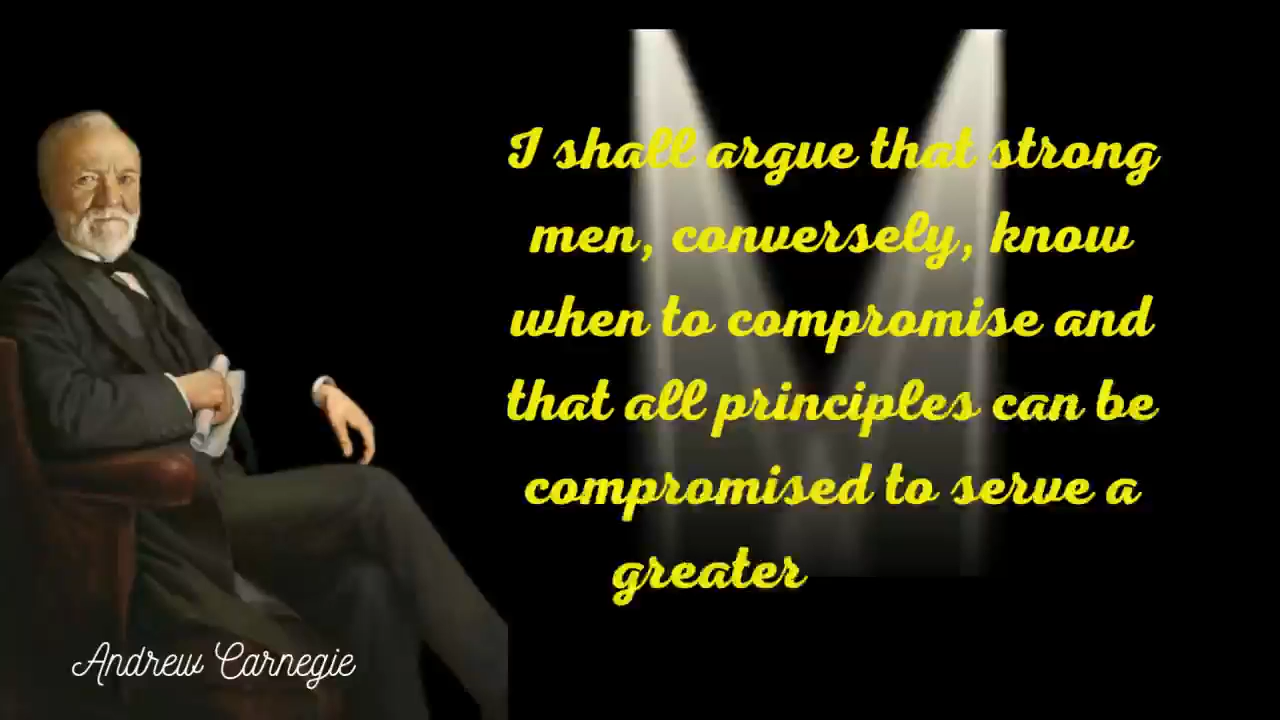 I shall argue that strong
men, conversely, know
when to compromise and
that all principles can be
compromised to serve a
greater
Andrew Carnegie